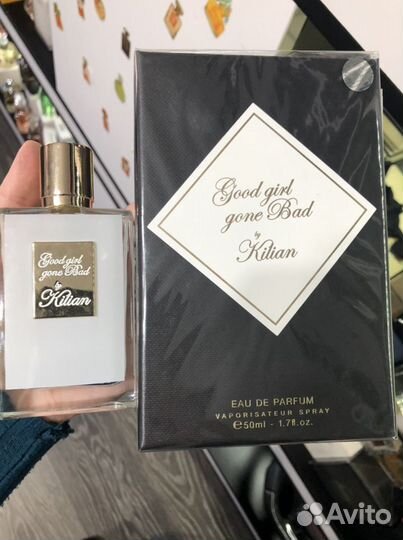 Good girl
gone Bad
by
Kilian
Good girl
gone Bad
by
Kilian
EAU DE PARFUM
VAPORISATEUR SPRAY
℮50ml - 1.7fl.oz.
Avito